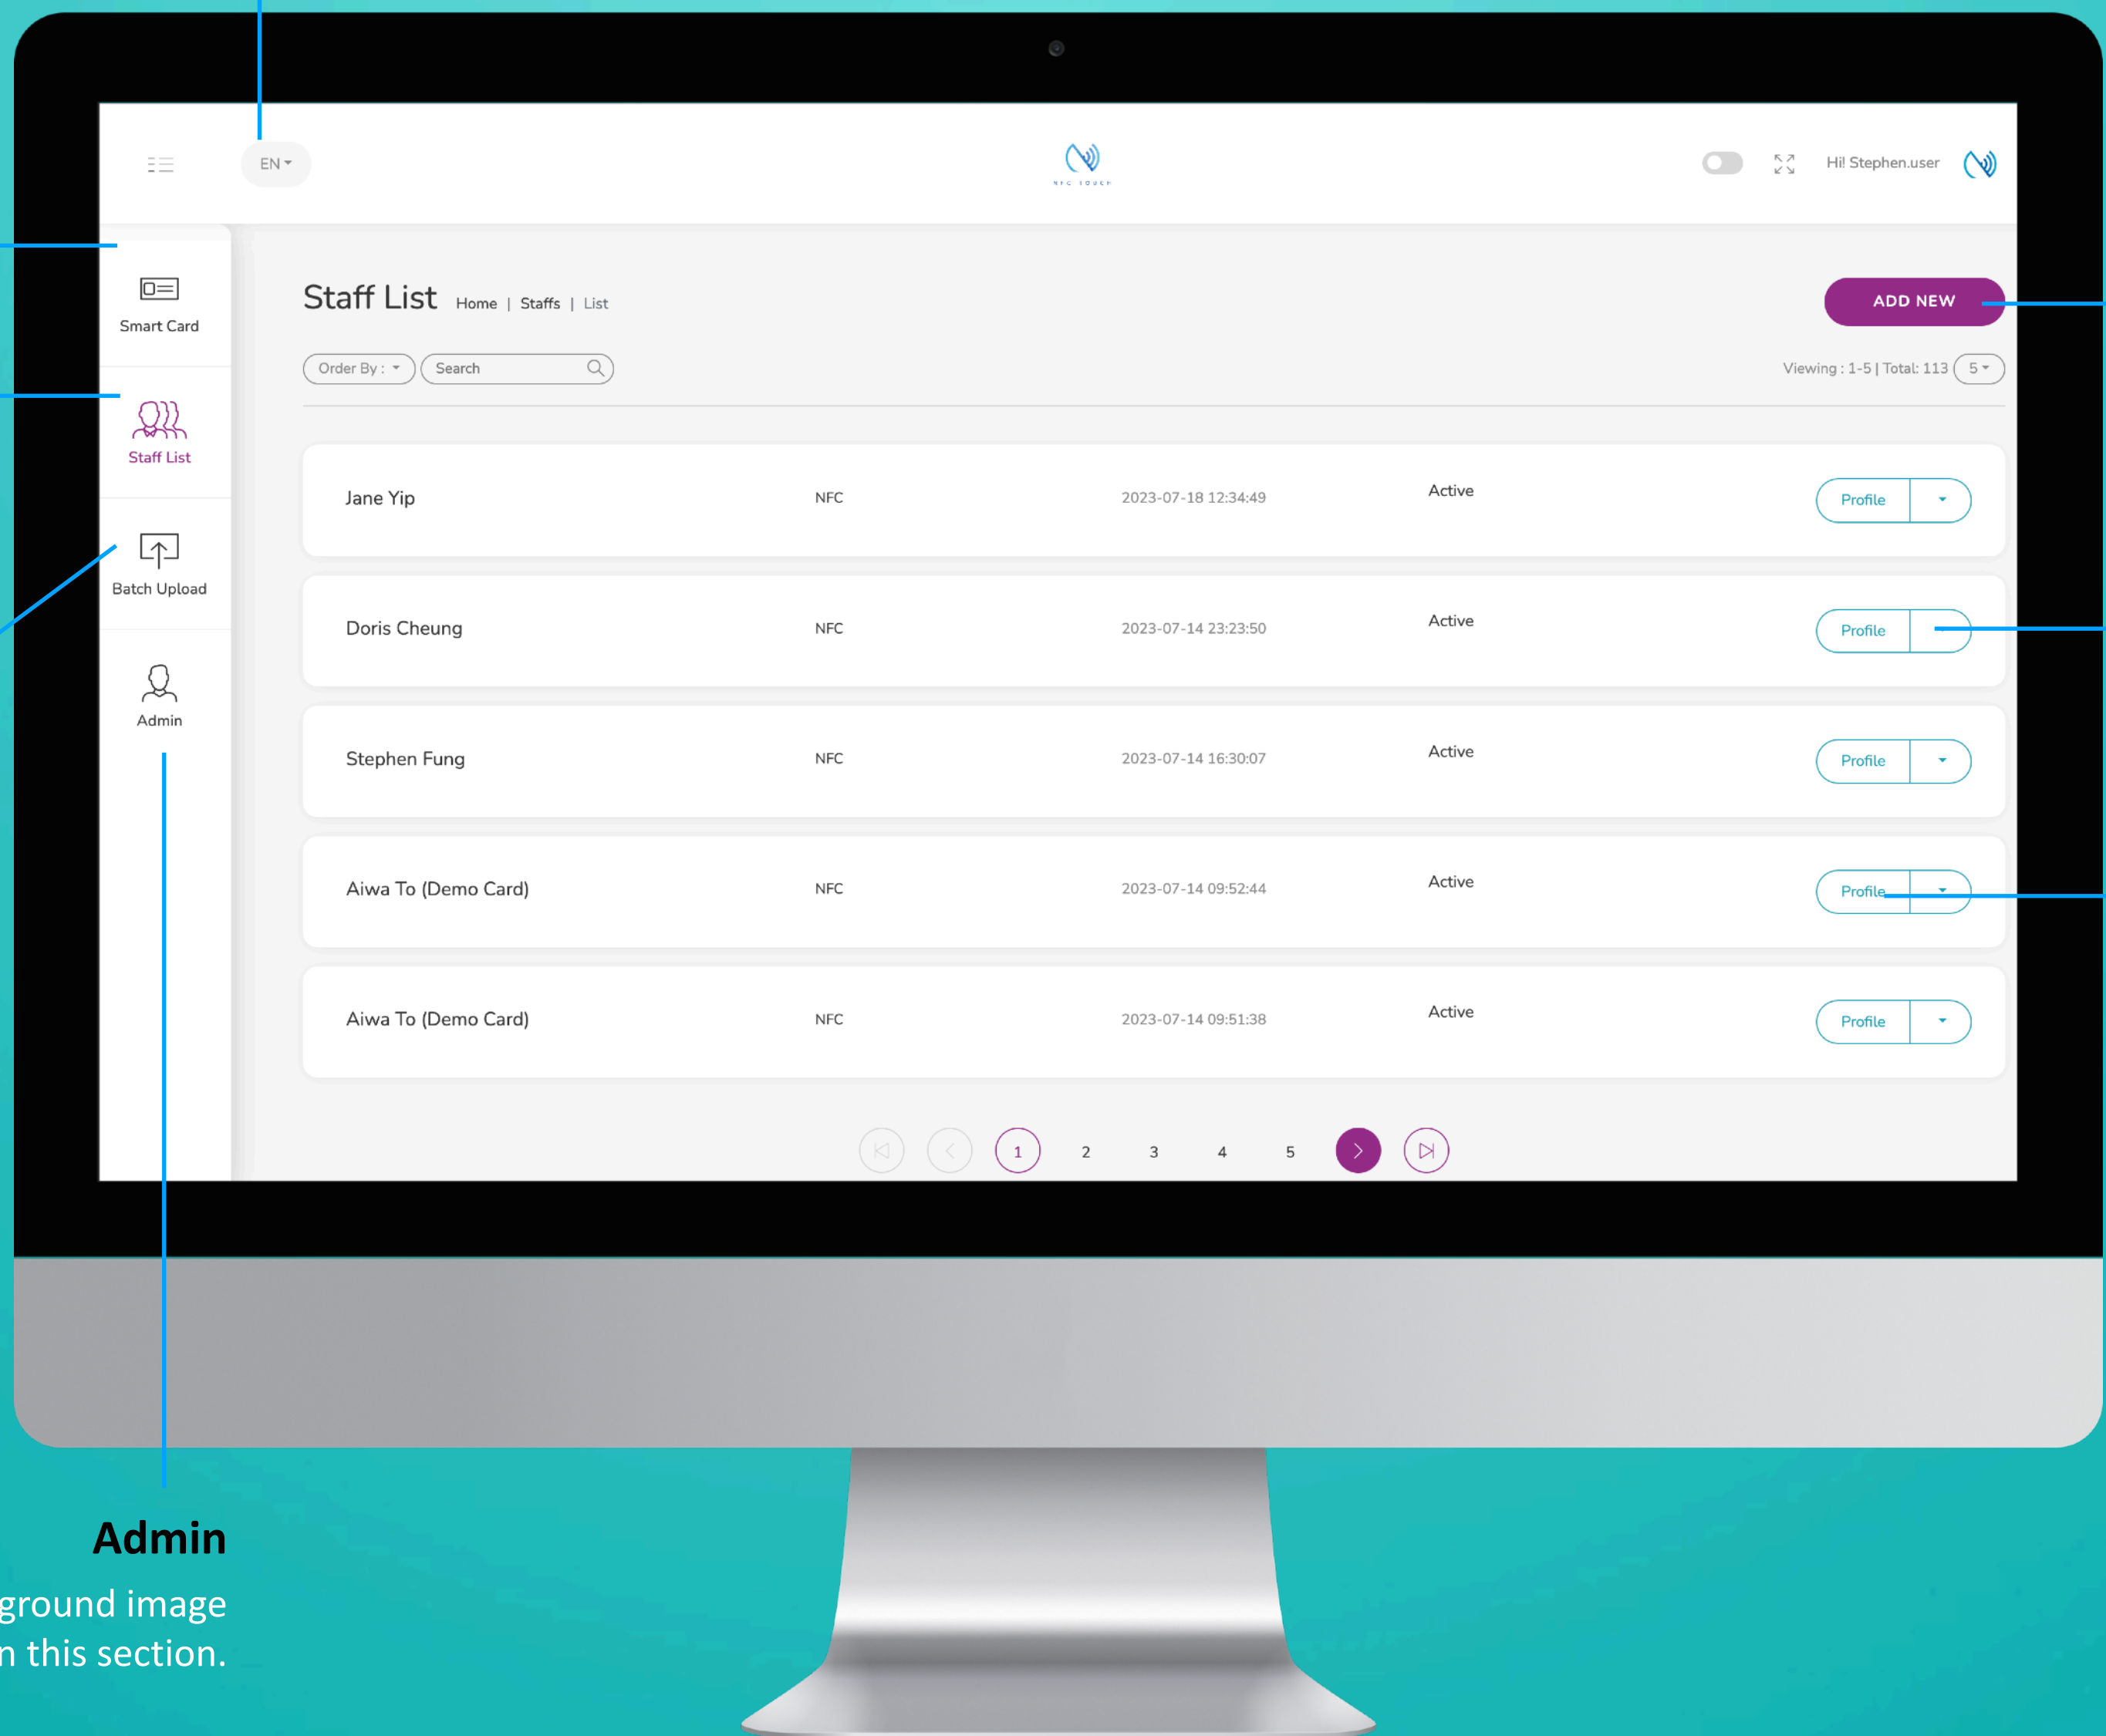 EN
NFC TOUCH
Hi! Stephen.user
Smart Card
Staff List
Batch Upload
Admin
Staff List Home | Staffs | List
ADD NEW
Order By :
Search
Viewing : 1-5 | Total: 113 5
Jane Yip NFC 2023-07-18 12:34:49 Active Profile
Doris Cheung NFC 2023-07-14 23:23:50 Active Profile
Stephen Fung NFC 2023-07-14 16:30:07 Active Profile
Aiwa To (Demo Card) NFC 2023-07-14 09:52:44 Active Profile
Aiwa To (Demo Card) NFC 2023-07-14 09:51:38 Active Profile
1 2 3 4 5
Admin
ground image
n this section.